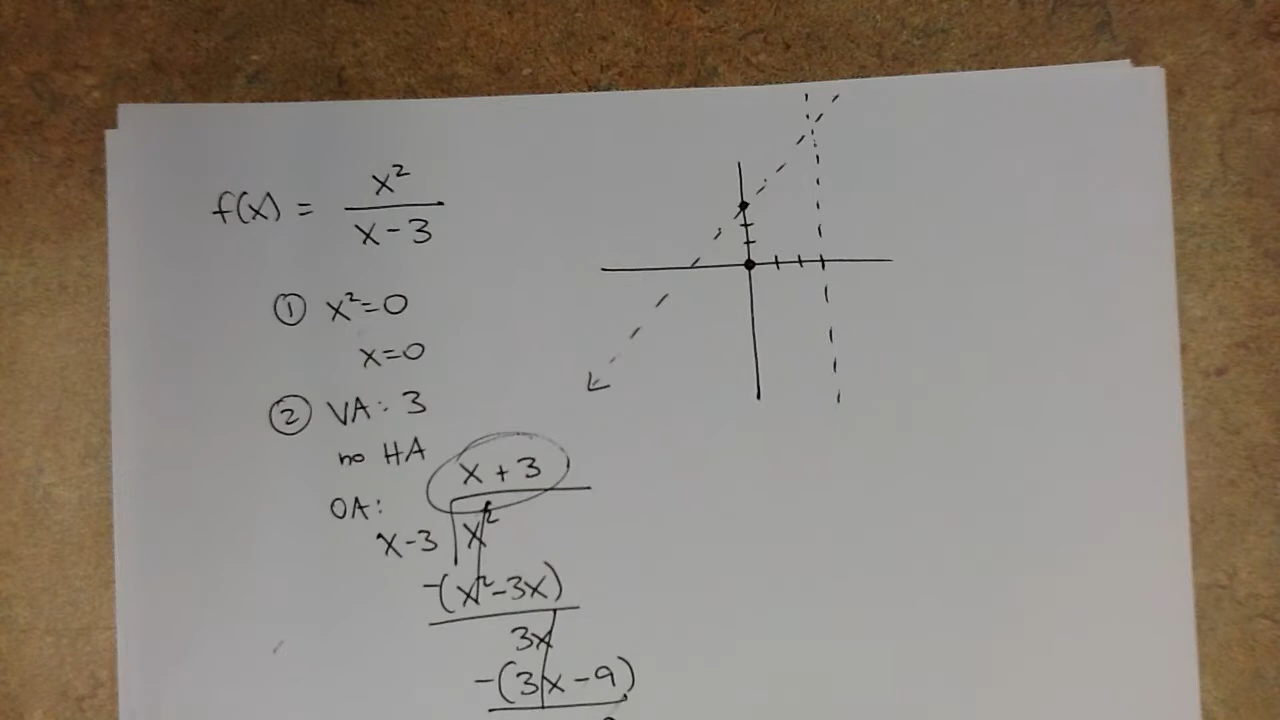 f(x) = x²
x-3
① x²=0
x=0
② VA: 3
no HA
OA:
x+3
x-3 x²
-(x²-3x)
3x
-(3x-9)